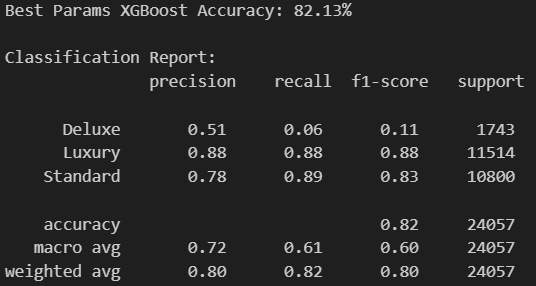 Best Params XGBoost Accuracy: 82.13%
Classification Report:
precision recall f1-score support
Deluxe 0.51 0.06 0.11 1743
Luxury 0.88 0.88 0.88 11514
Standard 0.78 0.89 0.83 10800
accuracy 0.82 24057
macro avg 0.72 0.61 0.60 24057
weighted avg 0.80 0.82 0.80 24057